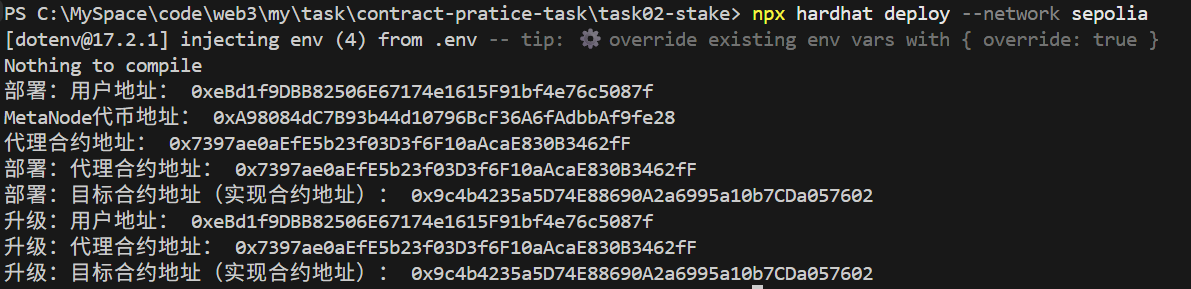 PS C:\MySpace\code\web3\my\task\contract-pratice-task\task02-stake> npx hardhat deploy --network sepolia
[dotenv@17.2.1] injecting env (4) from .env -- tip: ⚙️ override existing env vars with { override: true }
Nothing to compile
部署：用户地址： 0xeBd1f9DBB82506E67174e1615F91bf4e76c5087f
MetaNode代币地址： 0xA98084dC7B93b44d10796BcF36A6fAdbbAf9fe28
代理合约地址： 0x7397ae0aEfE5b23f03D3f6F10aAcaE830B3462fF
部署：代理合约地址： 0x7397ae0aEfE5b23f03D3f6F10aAcaE830B3462fF
部署：目标合约地址（实现合约地址）： 0x9c4b4235a5D74E88690A2a6995a10b7CDa057602
升级：用户地址： 0xeBd1f9DBB82506E67174e1615F91bf4e76c5087f
升级：代理合约地址： 0x7397ae0aEfE5b23f03D3f6F10aAcaE830B3462fF
升级：目标合约地址（实现合约地址）： 0x9c4b4235a5D74E88690A2a6995a10b7CDa057602